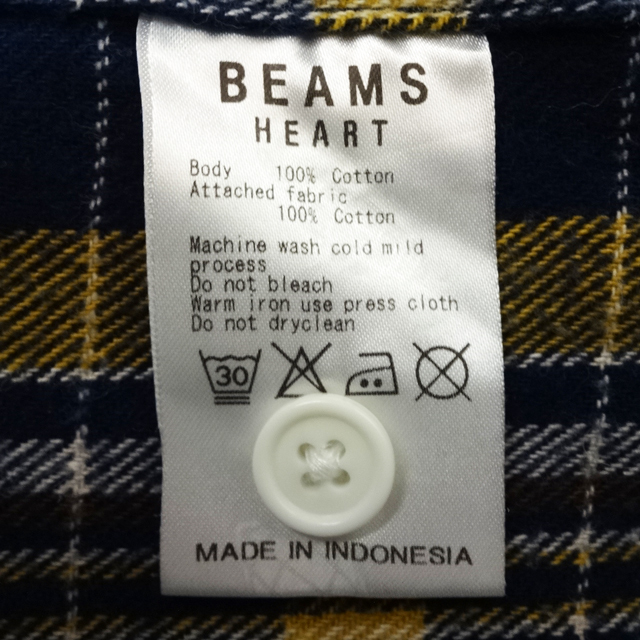 BEAMS
HEART
Body 100% Cotton
Attached fabric
100% Cotton
Machine wash cold mild
process
Do not bleach
Warm iron use press cloth
Do not dryclean
30
MADE IN INDONESIA